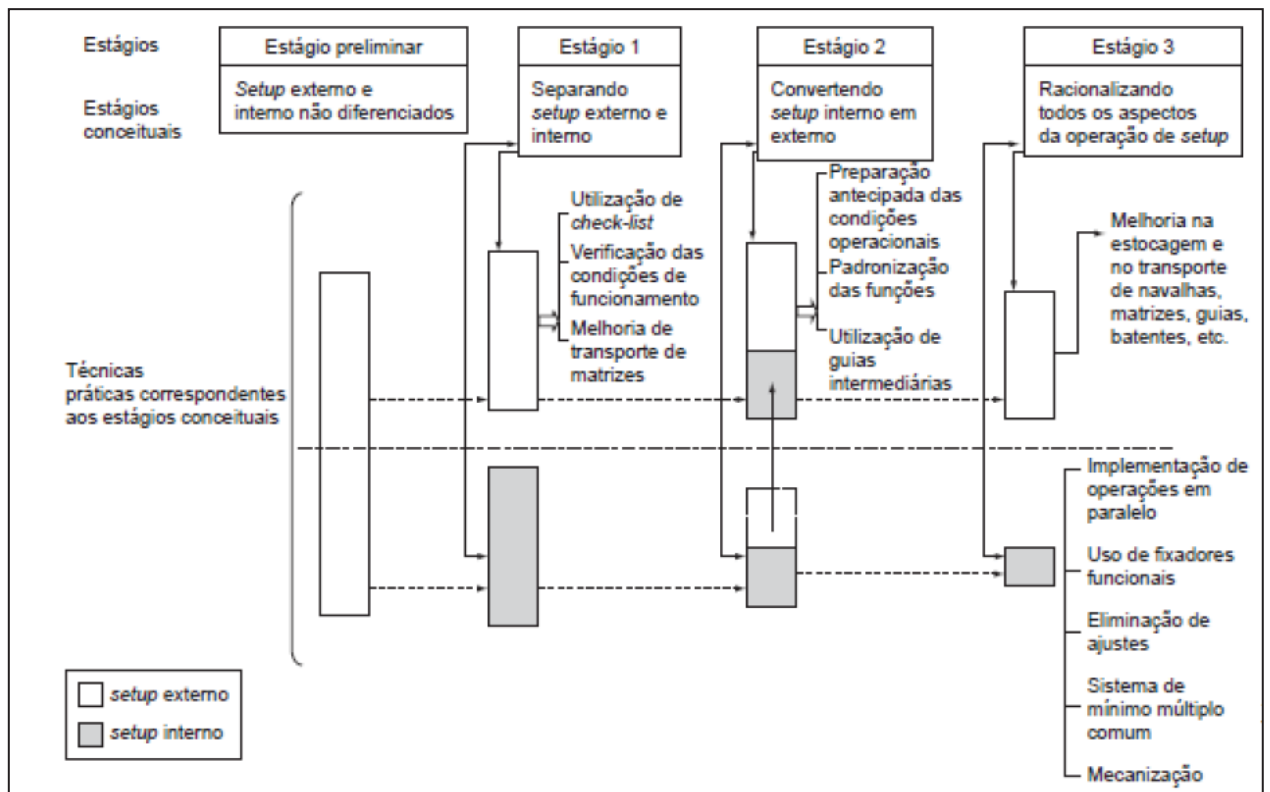 Estágios
Estágio preliminar
Estágio 1
Estágio 2
Estágio 3
Estágios
conceituais
Setup externo e
interno não diferenciados
Separando
setup externo e
interno
Convertendo
setup interno em
externo
Racionalizando
todos os aspectos
da operação de setup
Técnicas
práticas correspondentes
aos estágios conceituais
Utilização de
check-list
Verificação das
condições de
funcionamento
Melhoria de
transporte de
matrizes
Preparação
antecipada das
condições
operacionais
Padronização
das funções
Utilização de
guias
intermediárias
Melhoria na
estocagem e
no transporte
de navalhas,
matrizes, guias,
batentes, etc.
Implementação de
operações em
paralelo
Uso de fixadores
funcionais
Eliminação de
ajustes
Sistema de
mínimo múltiplo
comum
Mecanização
setup externo
setup interno